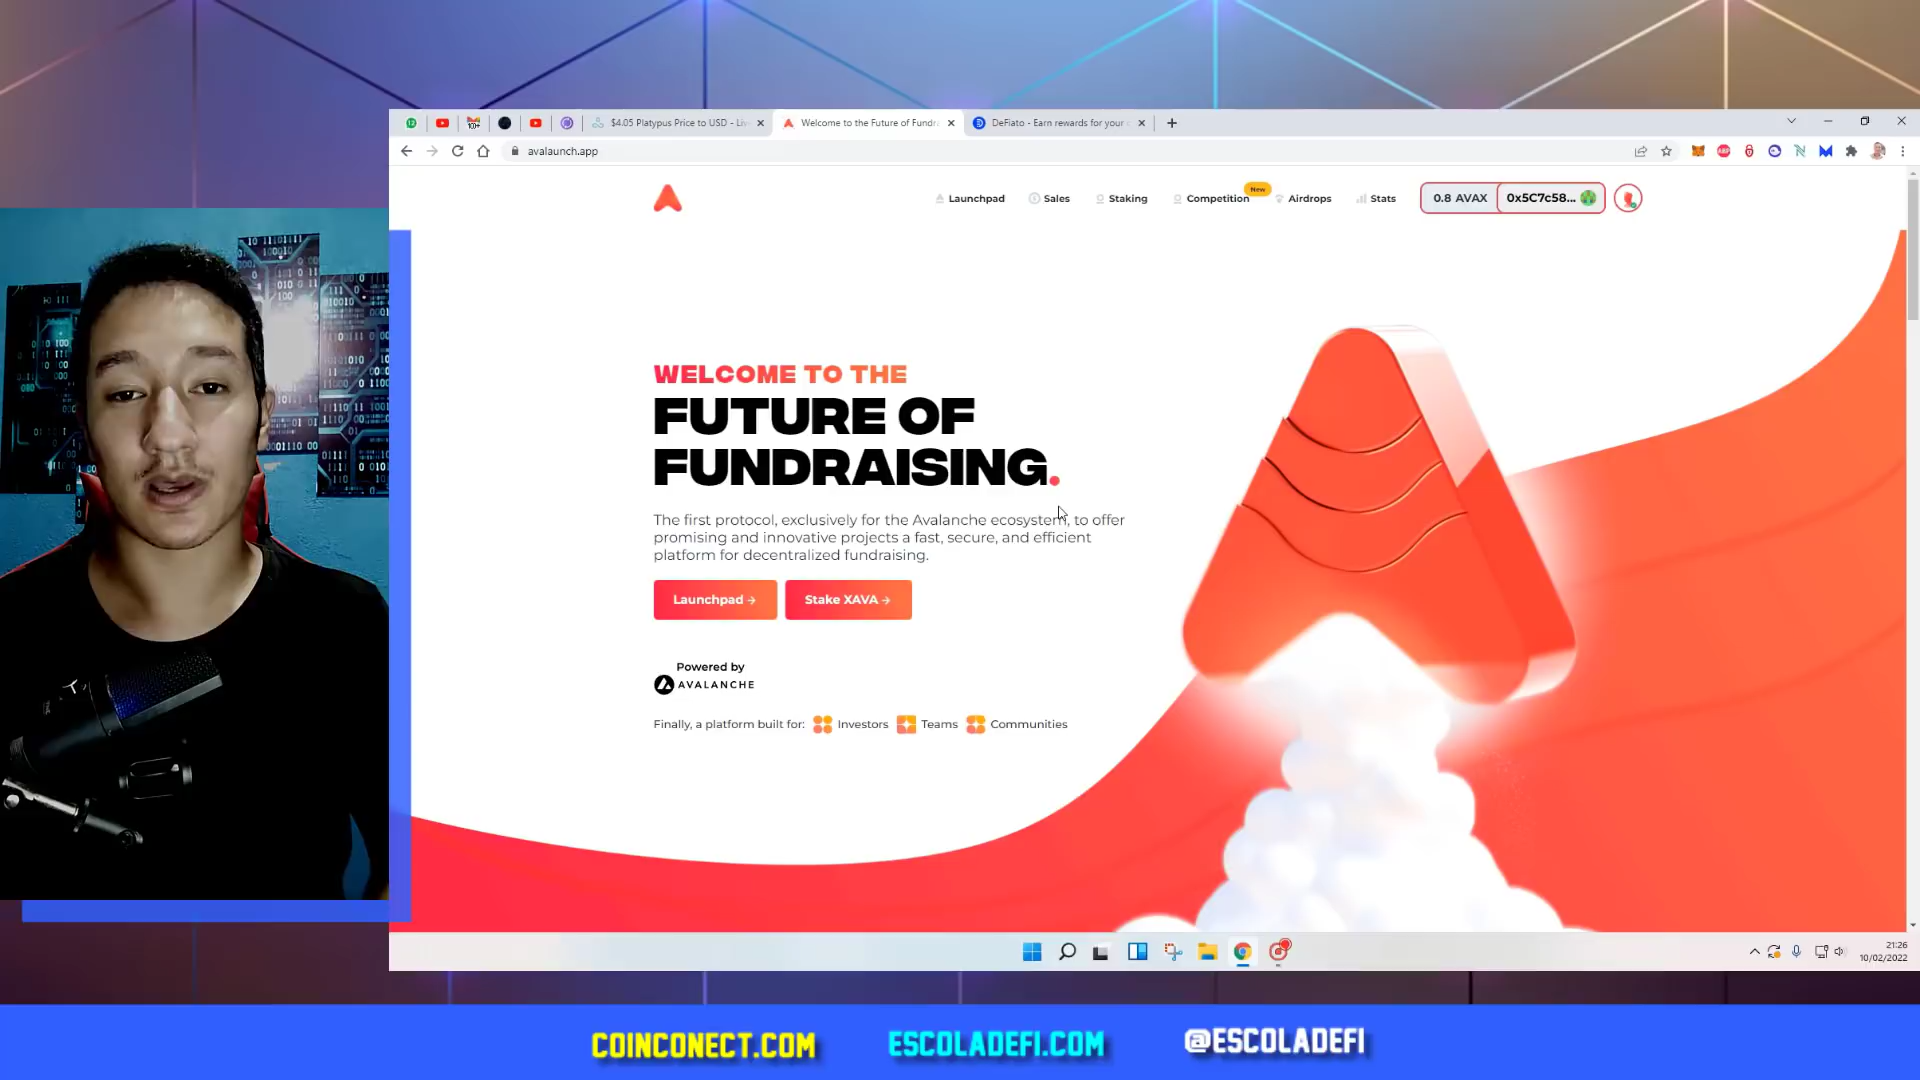 $4.05 Platypus Price to USD - Liv
Welcome to the Future of Fundr
DeFiato - Earn rewards for your
avalaunch.app
Launchpad
Sales
Staking
Competition
New
Airdrops
Stats
0.8 AVAX
0x5C7c58...
WELCOME TO THE
FUTURE OF
FUNDRAISING.
The first protocol, exclusively for the Avalanche ecosystem, to offer
promising and innovative projects a fast, secure, and efficient
platform for decentralized fundraising.
Launchpad →
Stake XAVA →
Powered by
AVALANCHE
Finally, a platform built for: Investors Teams Communities
21:26
10/02/2022
COINCONECT.COM
ESCOLADEFI.COM
@ESCOLADEFI